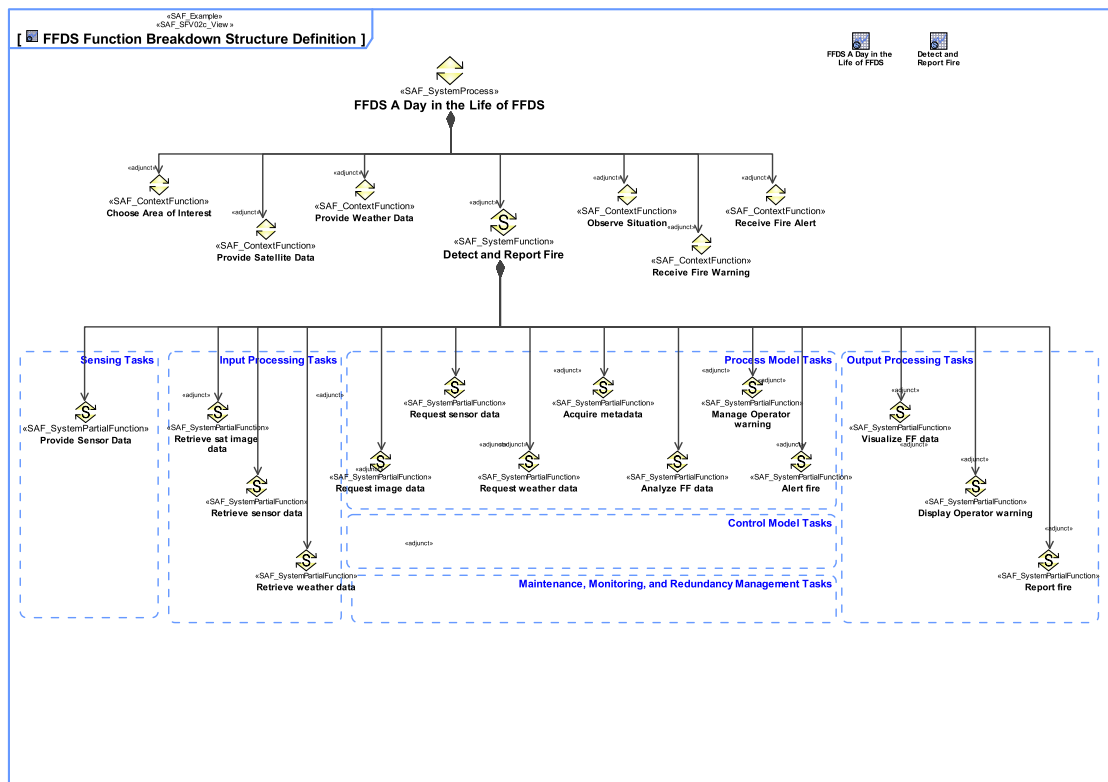 «SAF_Example»
«SAF_SFV02c_View »
[ FFDS Function Breakdown Structure Definition ]
FFDS A Day in the
Life of FFDS
Detect and
Report Fire
«SAF_SystemProcess»
FFDS A Day in the Life of FFDS
«adjunct»
«SAF_ContextFunction»
Choose Area of Interest
«adjunct»
«SAF_ContextFunction»
Provide Satellite Data
«adjunct»
«SAF_ContextFunction»
Provide Weather Data
«adjunct»
S
«SAF_SystemFunction»
Detect and Report Fire
«adjunct»
«SAF_ContextFunction»
Observe Situation
«adjunct»
«SAF_ContextFunction»
Receive Fire Warning
«adjunct»
«SAF_ContextFunction»
Receive Fire Alert
Sensing Tasks
S
«SAF_SystemPartialFunction»
Provide Sensor Data
Input Processing Tasks
«adjunct»
«adjunct»
S
«SAF_SystemPartialFunction»
Retrieve sat image
data
S
«SAF_SystemPartialFunction»
Retrieve sensor data
S
«SAF_SystemPartialFunction»
Retrieve weather data
Process Model Tasks
S
«SAF_SystemPartialFunction»
Request sensor data
«adjunct»
S
«SAF_SystemPartialFunction»
Acquire metadata
«adjunct»
«adjunct»
S
«SAF_SystemPartialFunction»
Manage Operator
warning
«adjunct»
S
«SAF_SystemPartialFunction»
Request image data
«adjunct»
«adjunct»
S
«SAF_SystemPartialFunction»
Request weather data
S
«SAF_SystemPartialFunction»
Analyze FF data
«adjunct»
S
«SAF_SystemPartialFunction»
Alert fire
Control Model Tasks
«adjunct»
Maintenance, Monitoring, and Redundancy Management Tasks
Output Processing Tasks
S
«SAF_SystemPartialFunction»
Visualize FF data
«adjunct»
«adjunct»
S
«SAF_SystemPartialFunction»
Display Operator warning
«adjunct»
S
«SAF_SystemPartialFunction»
Report fire